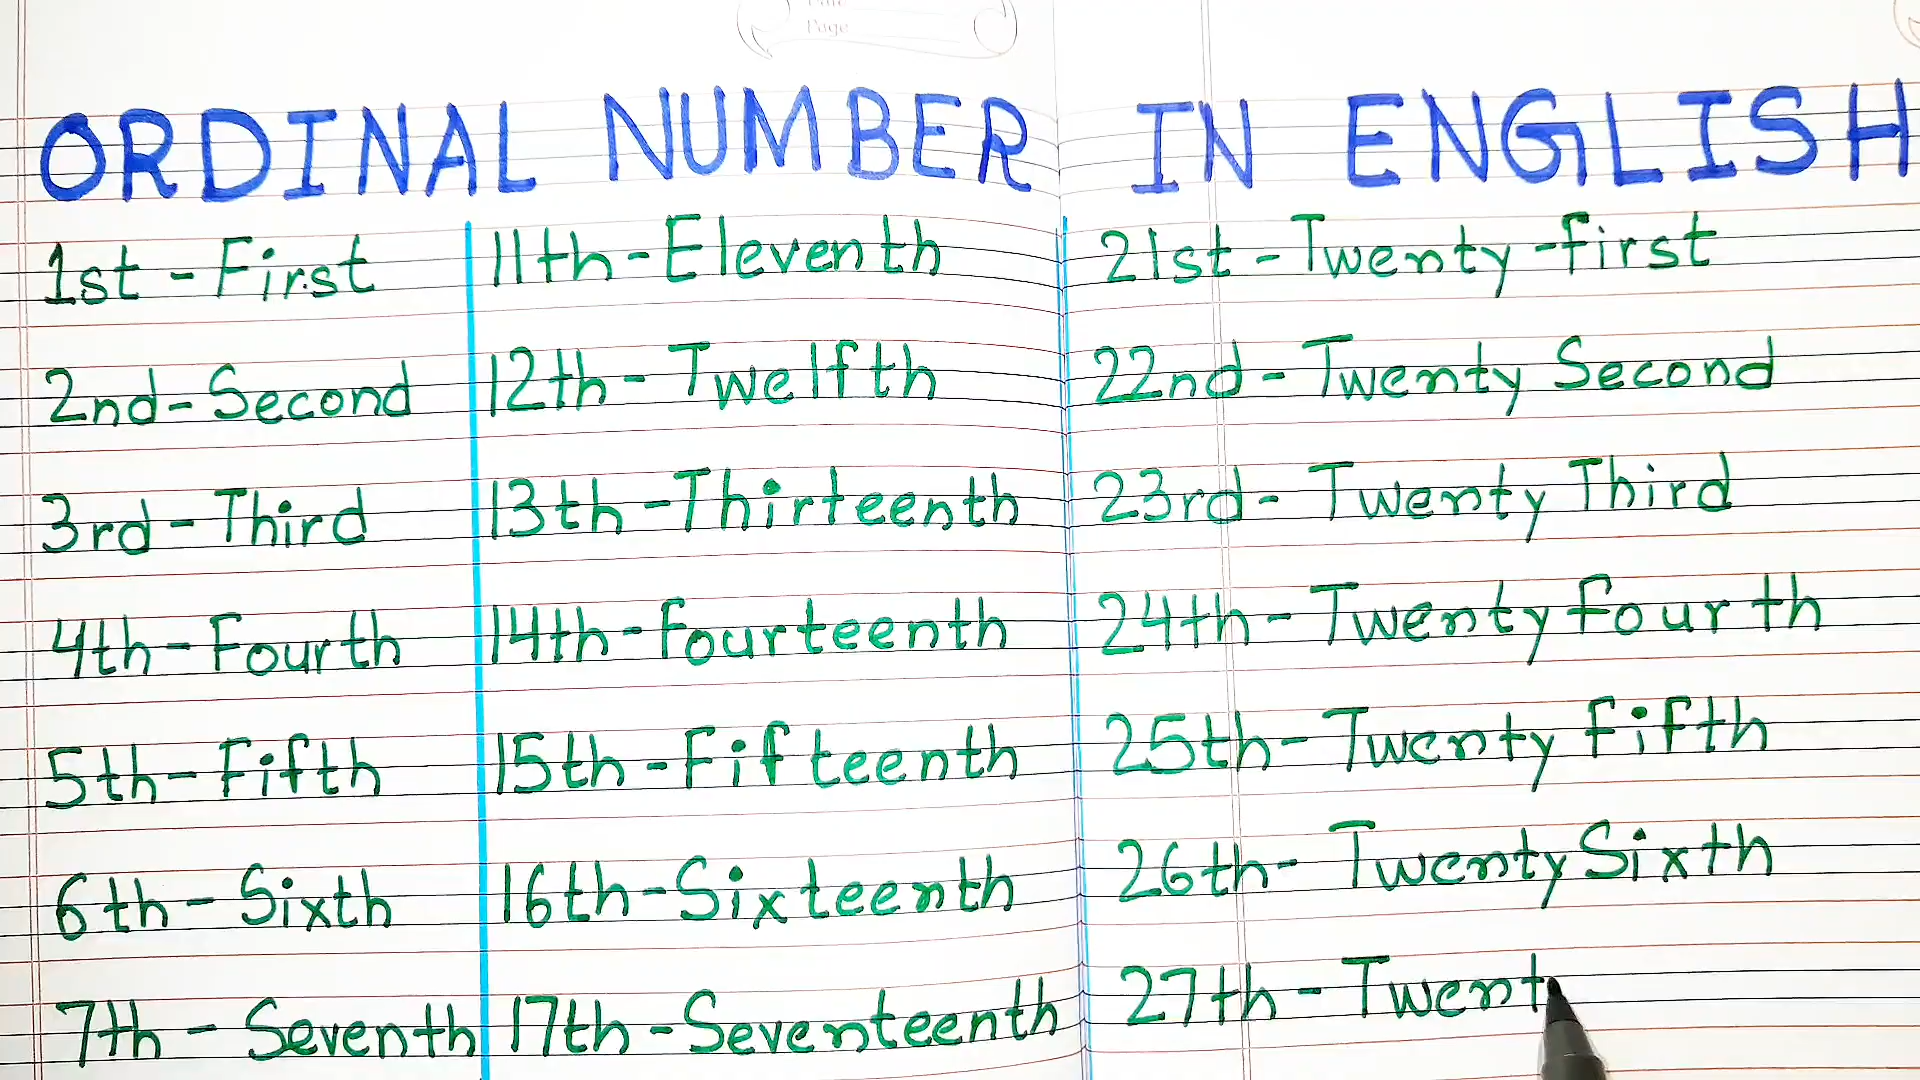 Page
ORDINAL NUMBER IN ENGLISH
1st - First
2nd - Second
3rd - Third
4th - Fourth
5th - Fifth
6th - Sixth
7th - Seventh
11th - Eleventh
12th - Twelfth
13th - Thirteenth
14th - Fourteenth
15th - Fifteenth
16th - Sixteenth
17th - Seventeenth
21st - Twenty-first
22nd - Twenty Second
23rd - Twenty Third
24th - Twenty fourth
25th - Twenty fifth
26th - Twenty Sixth
27th - Twent